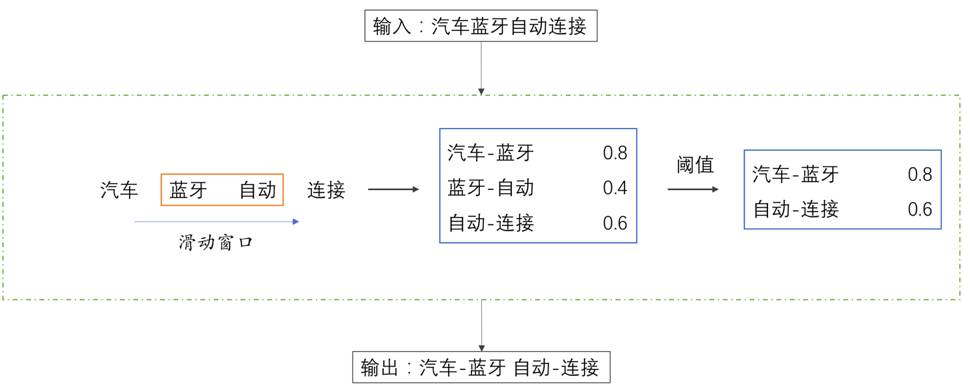 输入：汽车蓝牙自动连接
汽车 蓝牙 自动 连接
滑动窗口
汽车-蓝牙 0.8
蓝牙-自动 0.4
自动-连接 0.6
阈值
汽车-蓝牙 0.8
自动-连接 0.6
输出：汽车-蓝牙 自动-连接